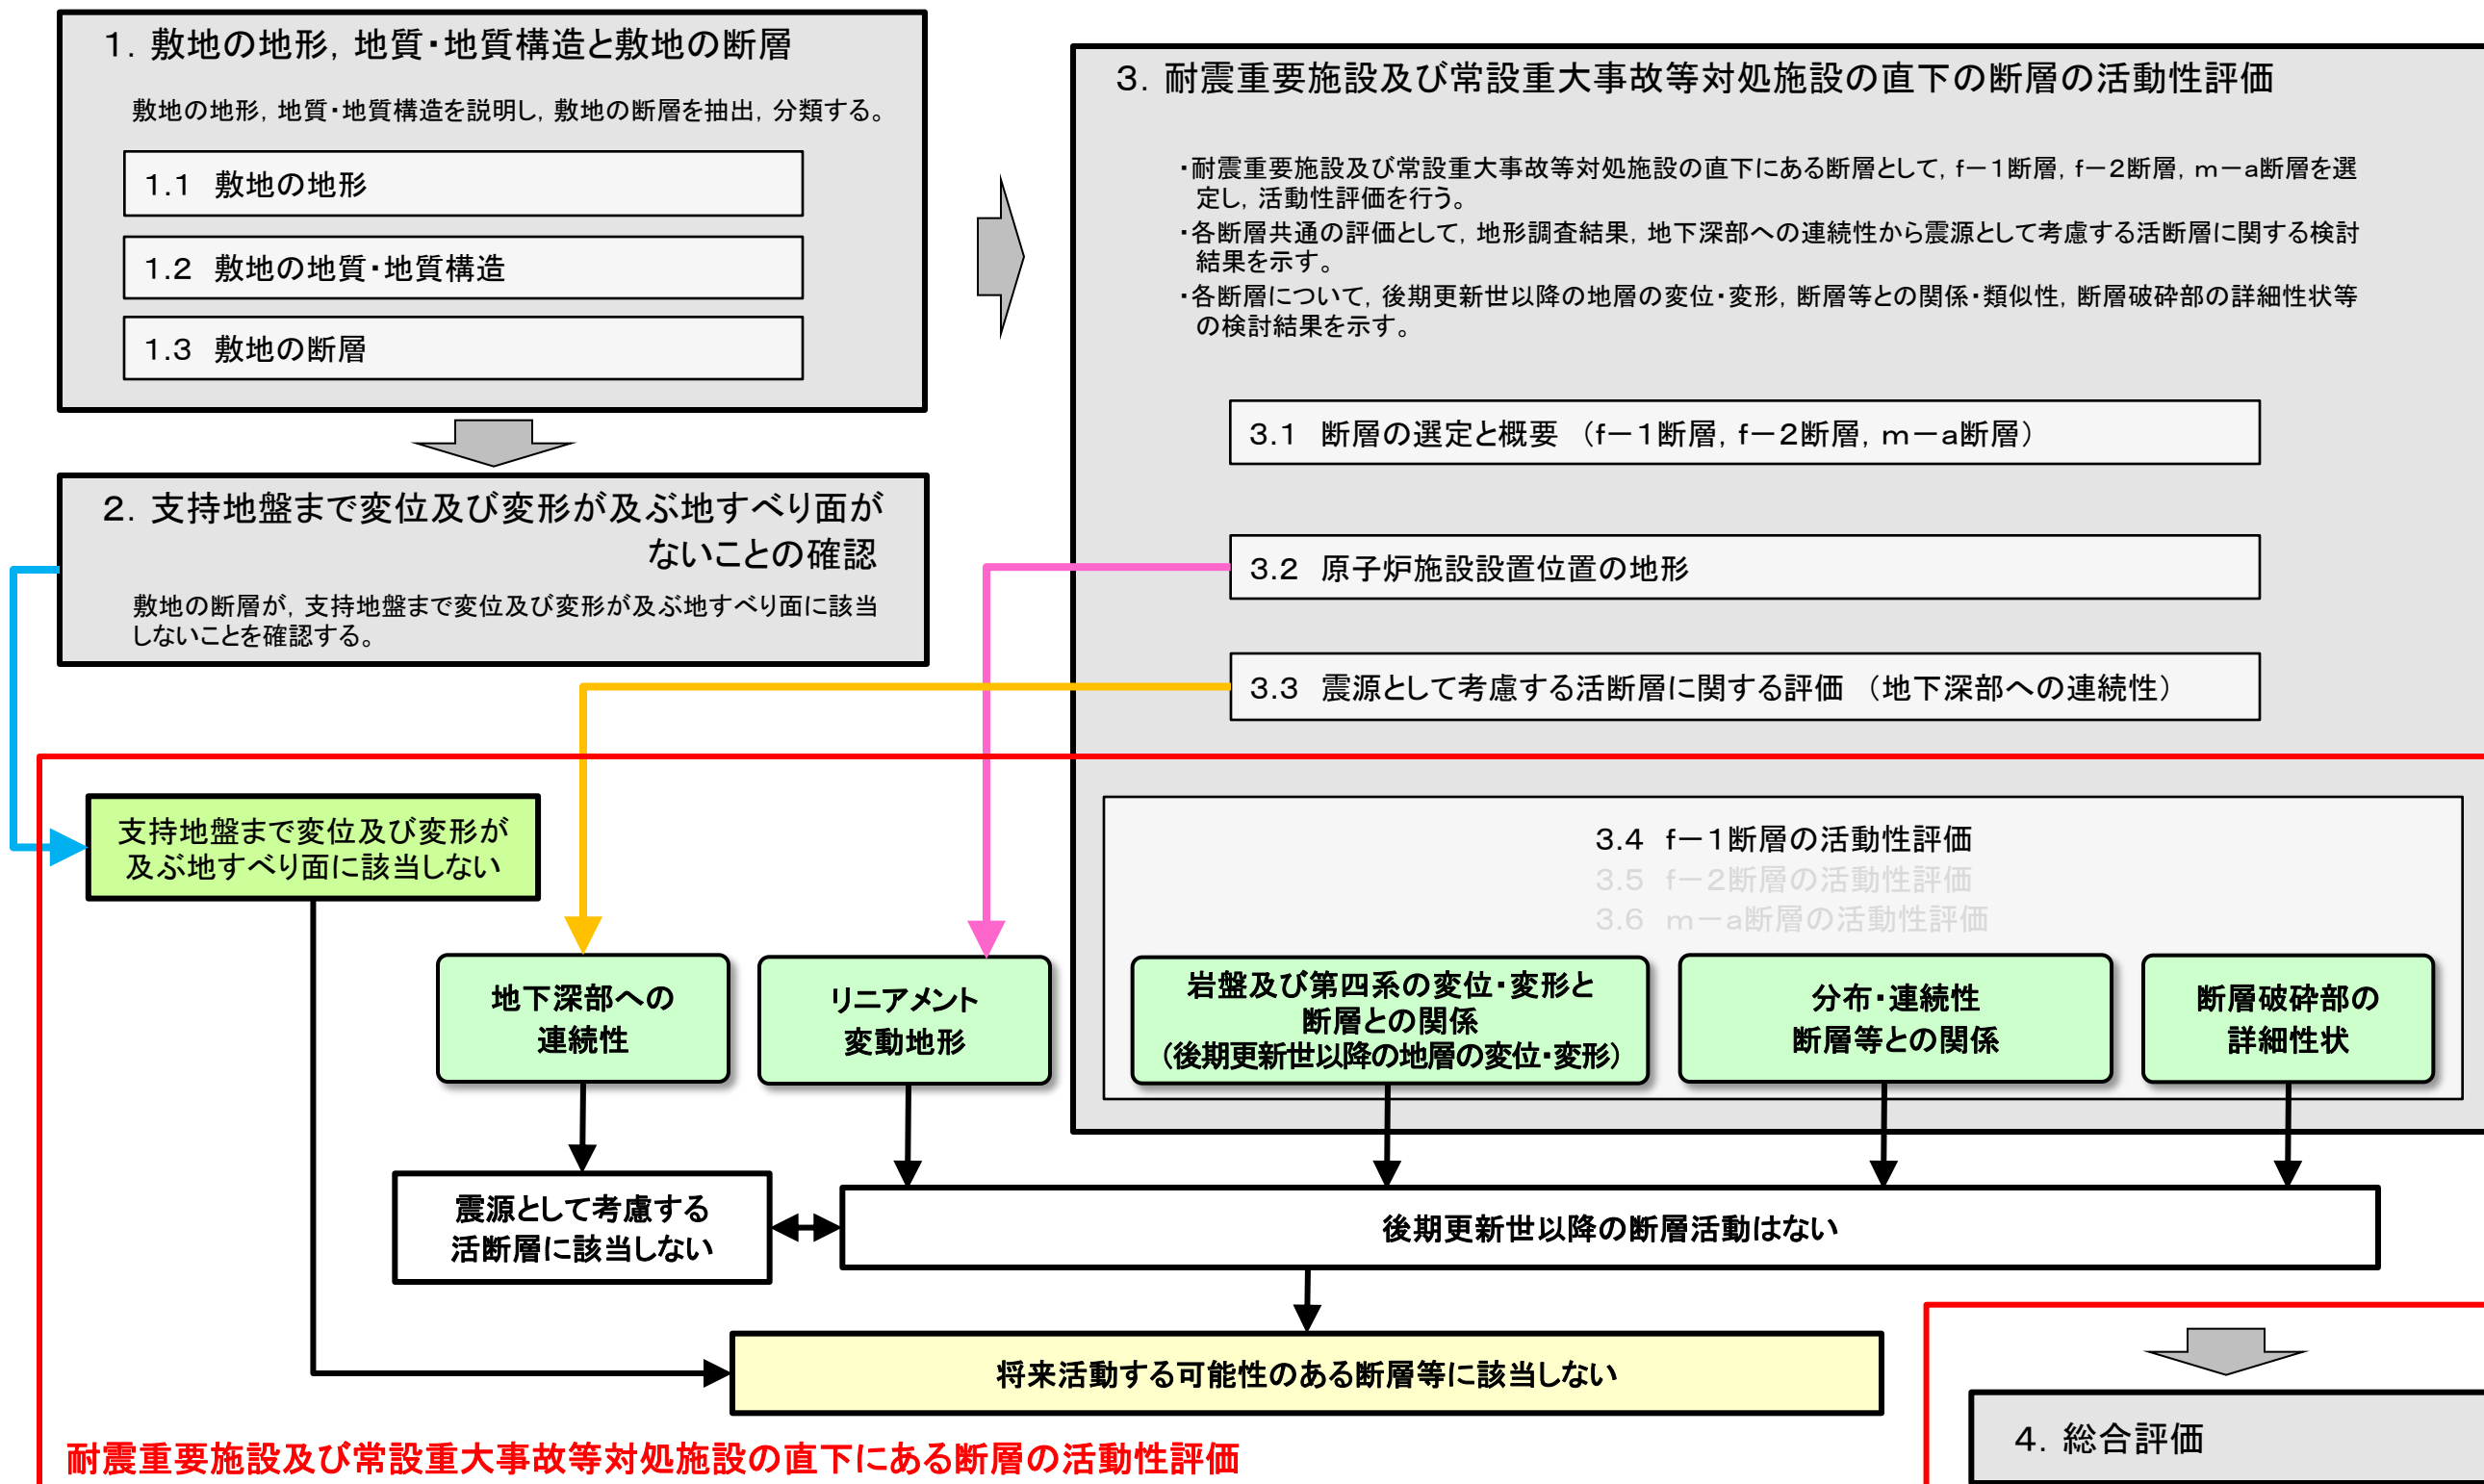 1．敷地の地形，地質・地質構造と敷地の断層
敷地の地形，地質・地質構造を説明し，敷地の断層を抽出，分類する。
1.1　敷地の地形
1.2　敷地の地質・地質構造
1.3　敷地の断層
2．支持地盤まで変位及び変形が及ぶ地すべり面が
ないことの確認
敷地の断層が，支持地盤まで変位及び変形が及ぶ地すべり面に該当
しないことを確認する。
3．耐震重要施設及び常設重大事故等対処施設の直下の断層の活動性評価
・耐震重要施設及び常設重大事故等対処施設の直下にある断層として，f－1断層，f－2断層，m－a断層を選
定し，活動性評価を行う。
・各断層共通の評価として，地形調査結果，地下深部への連続性から震源として考慮する活断層に関する検討
結果を示す。
・各断層について，後期更新世以降の地層の変位・変形，断層等との関係・類似性，断層破砕部の詳細性状等
の検討結果を示す。
3.1　断層の選定と概要　（f－1断層，f－2断層，m－a断層）
3.2　原子炉施設設置位置の地形
3.3　震源として考慮する活断層に関する評価　（地下深部への連続性）
支持地盤まで変位及び変形が
及ぶ地すべり面に該当しない
3.4　f－1断層の活動性評価
3.5　f－2断層の活動性評価
3.6　m－a断層の活動性評価
地下深部への
連続性
リニアメント
変動地形
岩盤及び第四系の変位・変形と
断層との関係
（後期更新世以降の地層の変位・変形）
分布・連続性
断層等との関係
断層破砕部の
詳細性状
震源として考慮する
活断層に該当しない
後期更新世以降の断層活動はない
将来活動する可能性のある断層等に該当しない
4．総合評価
耐震重要施設及び常設重大事故等対処施設の直下にある断層の活動性評価